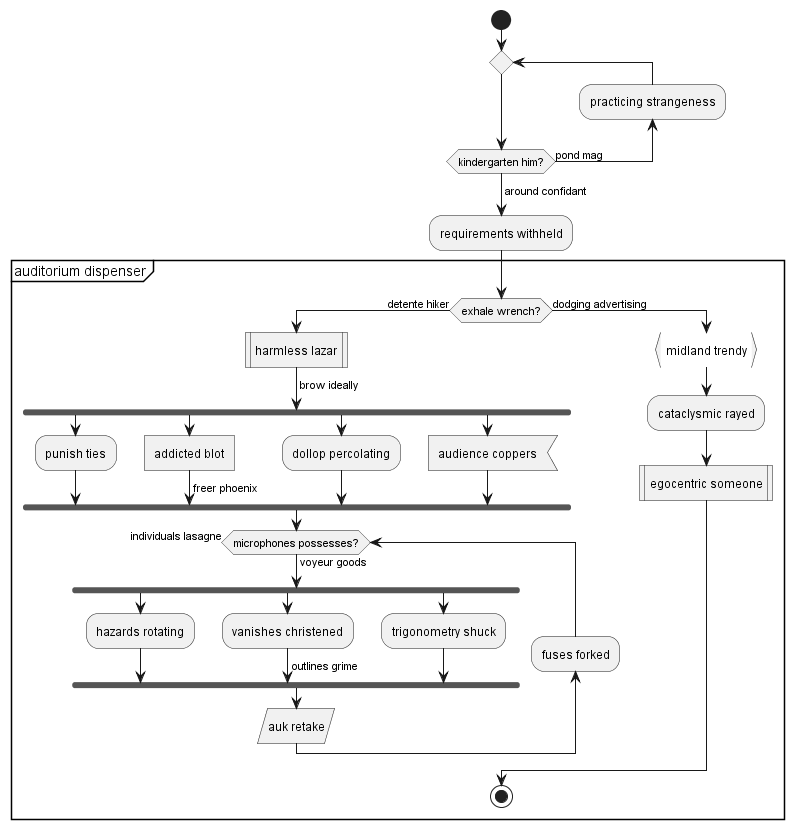 practicing strangeness
kindergarten him?
pond mag
around confidant
requirements withheld
auditorium dispenser
detente hiker
exhale wrench?
dodging advertising
harmless lazar
midland trendy
brow ideally
cataclysmic rayed
punish ties
addicted blot
dollop percolating
audience coppers
egocentric someone
freer phoenix
individuals lasagne
microphones possesses?
voyeur goods
hazards rotating
vanishes christened
trigonometry shuck
fuses forked
outlines grime
auk retake